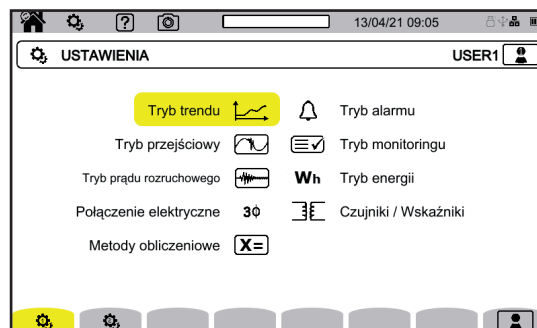 13/04/21 09:05
USTAWIENIA USER1
Tryb trendu Tryb alarmu
Tryb przejściowy Tryb monitoringu
Tryb prądu rozruchowego Wh Tryb energii
Połączenie elektryczne 3ϕ Czujniki / Wskaźniki
Metody obliczeniowe X=